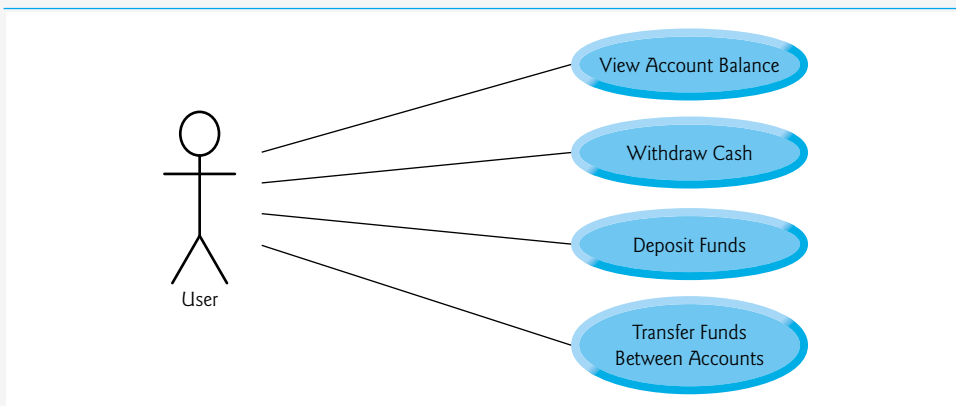 View Account Balance
Withdraw Cash
Deposit Funds
User
Transfer Funds
Between Accounts